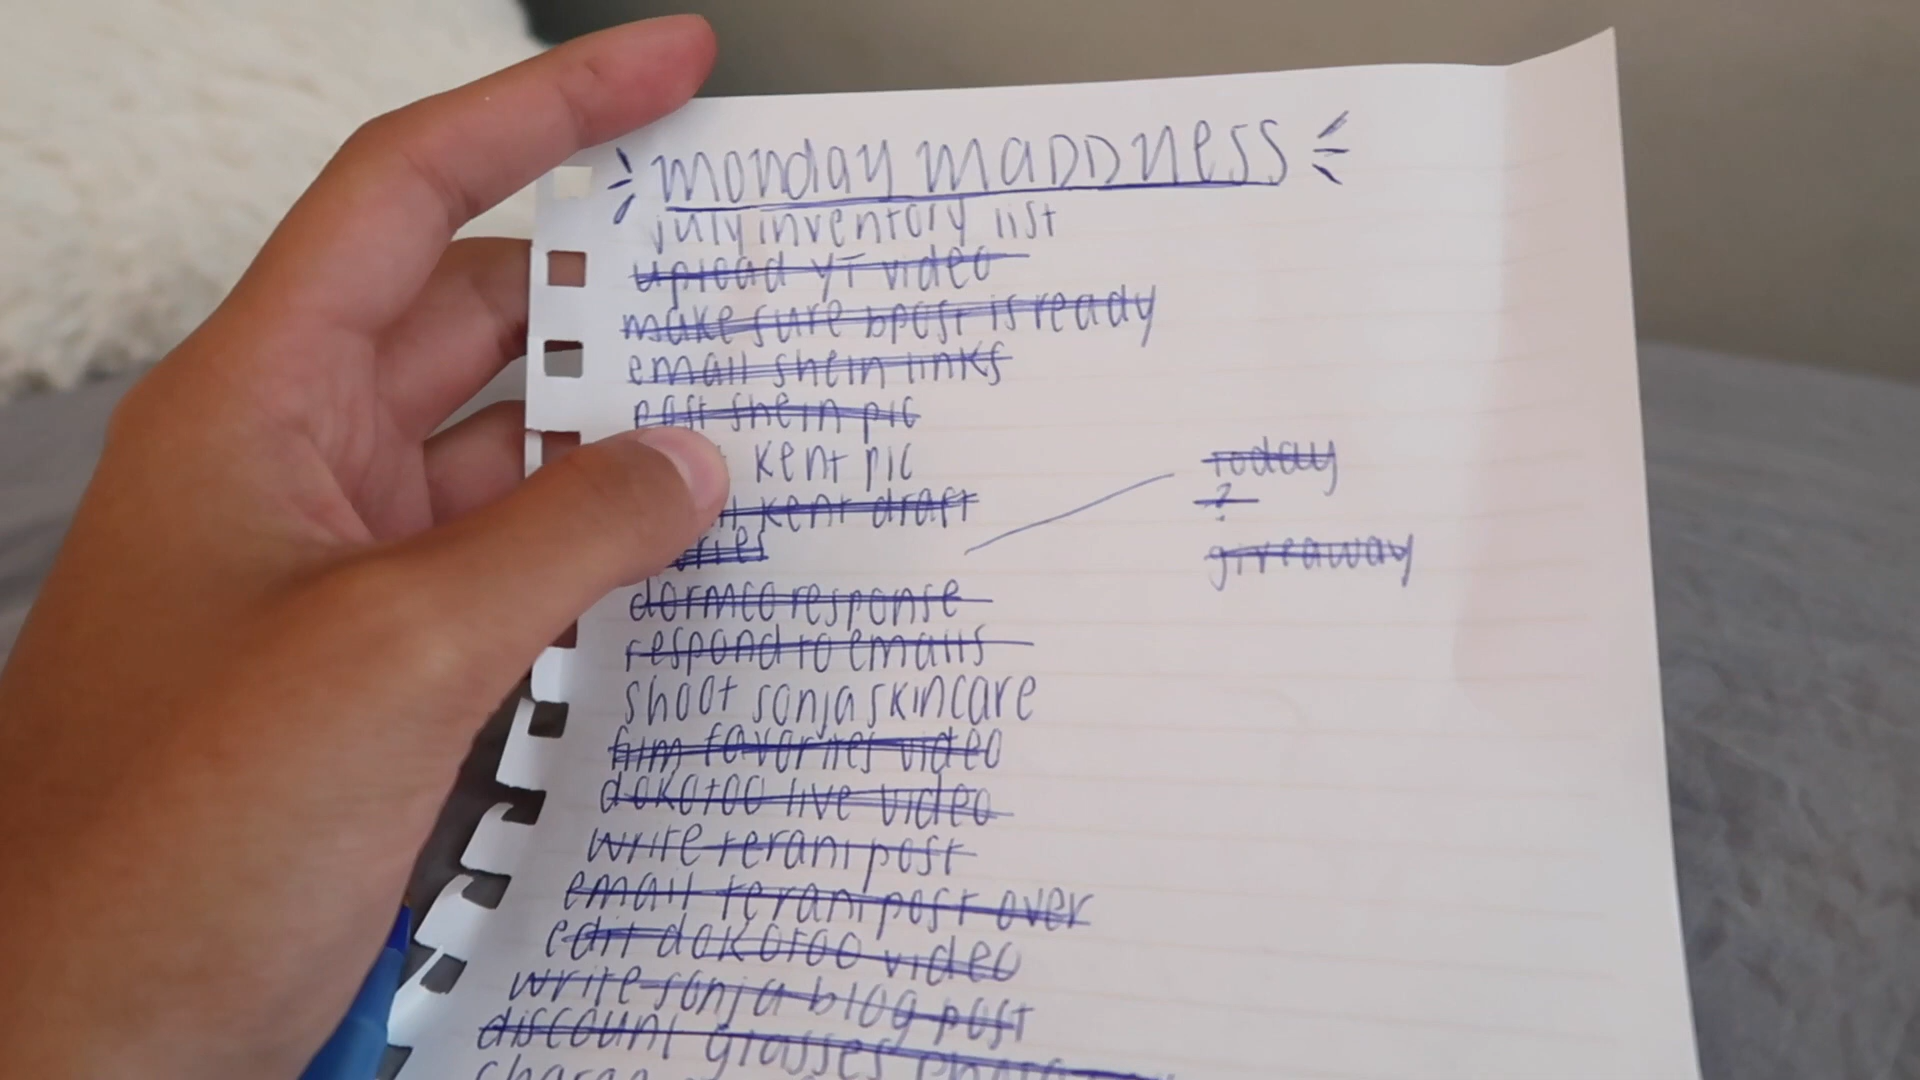 monday maDDness
july inventory list
upload yt video
make sure bpost is ready
email shein links
post shein pic
kent pic
kent draft
today
?
giveaway
dormco response
respond to emails
shoot sonja skincare
film favorites video
dokotoo live video
write terani post
email terani post over
edit dokotoo video
write sonja blog post
discount glasses